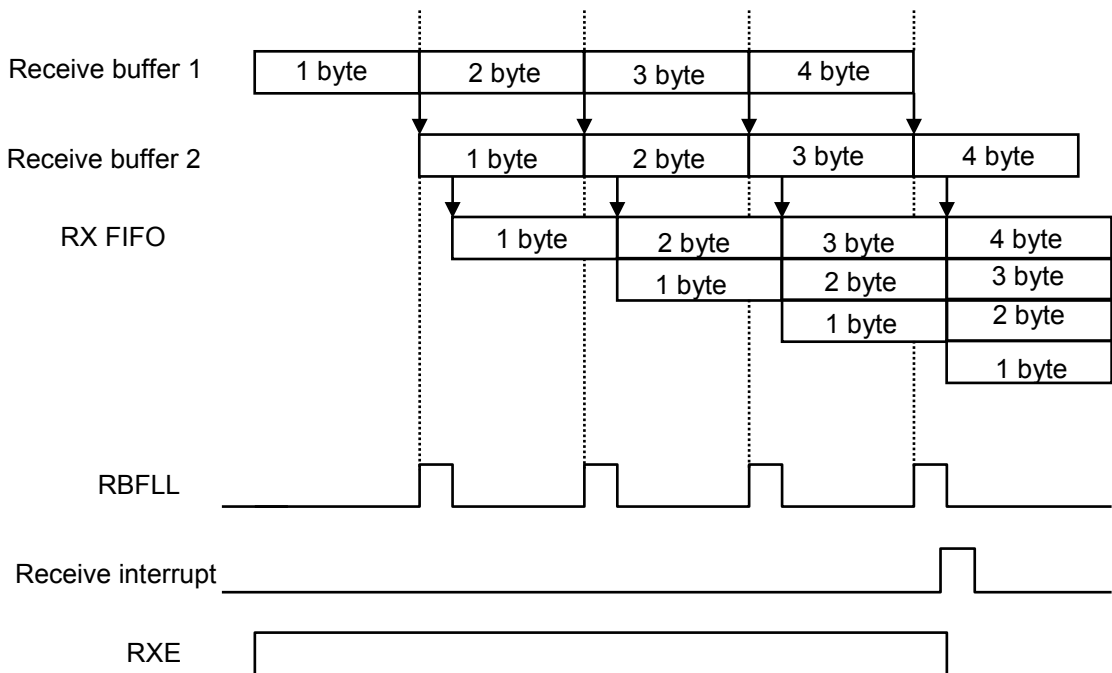 Receive buffer 1
1 byte 2 byte 3 byte 4 byte
Receive buffer 2
1 byte 2 byte 3 byte 4 byte
RX FIFO
1 byte 2 byte 3 byte 4 byte
1 byte 2 byte 3 byte
1 byte 2 byte
1 byte
RBFLL
Receive interrupt
RXE